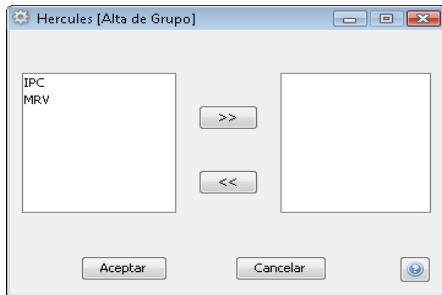 Hercules [Alta de Grupo]
IPC
MRV
>>
<<
Aceptar
Cancelar
?